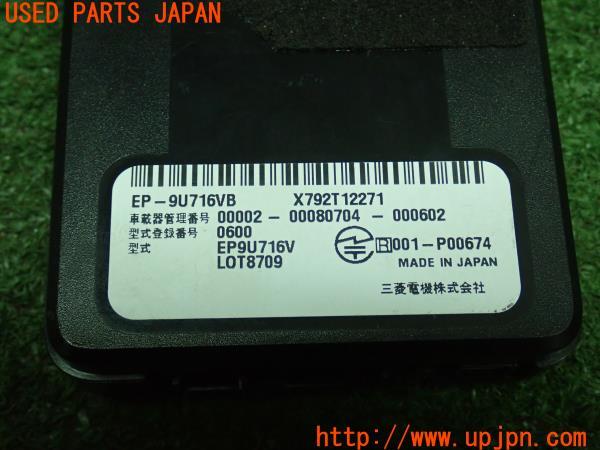 USED PARTS JAPAN
EP-9U716VB X792T12271
車載器管理番号 00002-00080704-000602
型式登録番号 0600
型式 EP9U716V
LOT8709
R 001-P00674
MADE IN JAPAN
三菱電機株式会社
http://www.upjpn.com